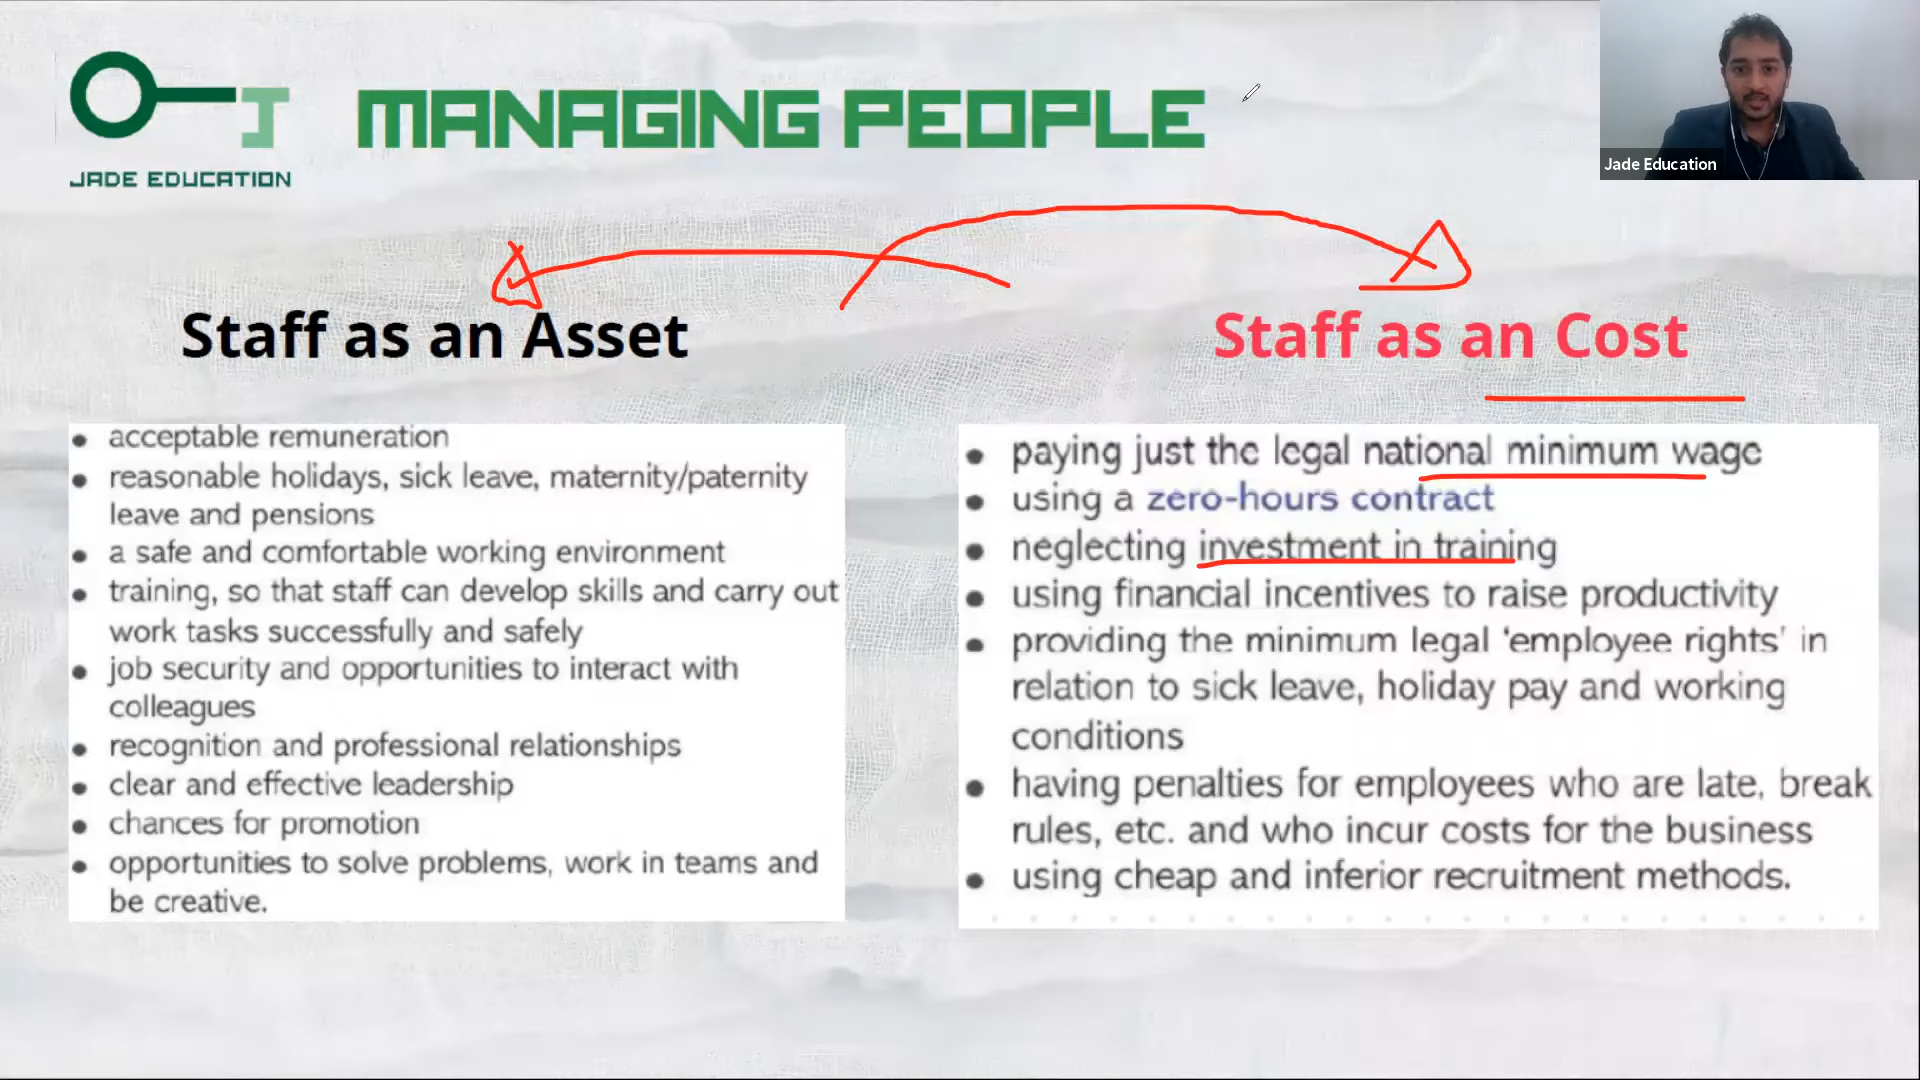 J
JADE EDUCATION
MANAGING PEOPLE
Jade Education
Staff as an Asset
acceptable remuneration
reasonable holidays, sick leave, maternity/paternity
leave and pensions
a safe and comfortable working environment
training, so that staff can develop skills and carry out
work tasks successfully and safely
job security and opportunities to interact with
colleagues
recognition and professional relationships
clear and effective leadership
chances for promotion
opportunities to solve problems, work in teams and
be creative.
Staff as an Cost
paying just the legal national minimum wage
using a zero-hours contract
neglecting investment in training
using financial incentives to raise productivity
providing the minimum legal ‘employee rights’ in
relation to sick leave, holiday pay and working
conditions
having penalties for employees who are late, break
rules, etc. and who incur costs for the business
using cheap and inferior recruitment methods.